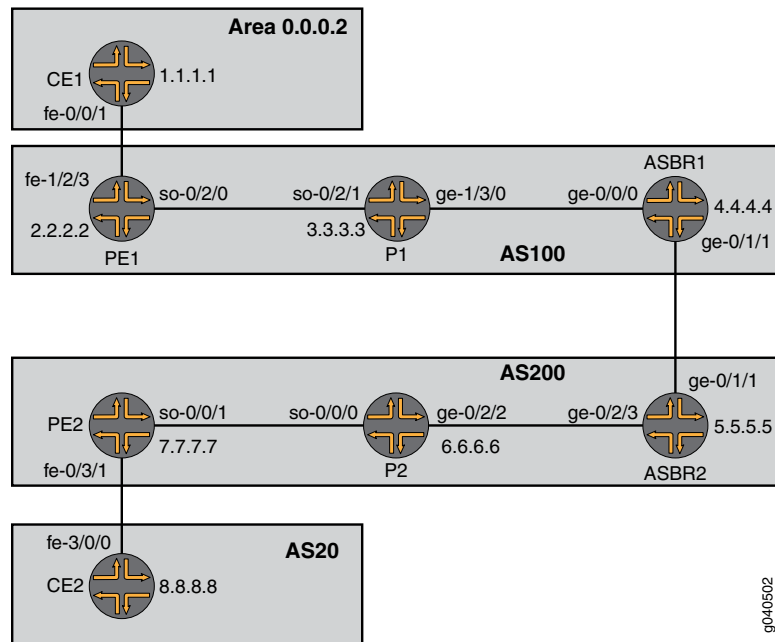 Area 0.0.0.2
CE1
1.1.1.1
fe-0/0/1
fe-1/2/3
so-0/2/0
so-0/2/1
ge-1/3/0
ge-0/0/0
ASBR1
4.4.4.4
2.2.2.2
3.3.3.3
ge-0/1/1
PE1
P1
AS100
AS200
ge-0/1/1
PE2
so-0/0/1
so-0/0/0
ge-0/2/2
ge-0/2/3
5.5.5.5
7.7.7.7
6.6.6.6
fe-0/3/1
P2
ASBR2
fe-3/0/0
AS20
CE2
8.8.8.8
g040502